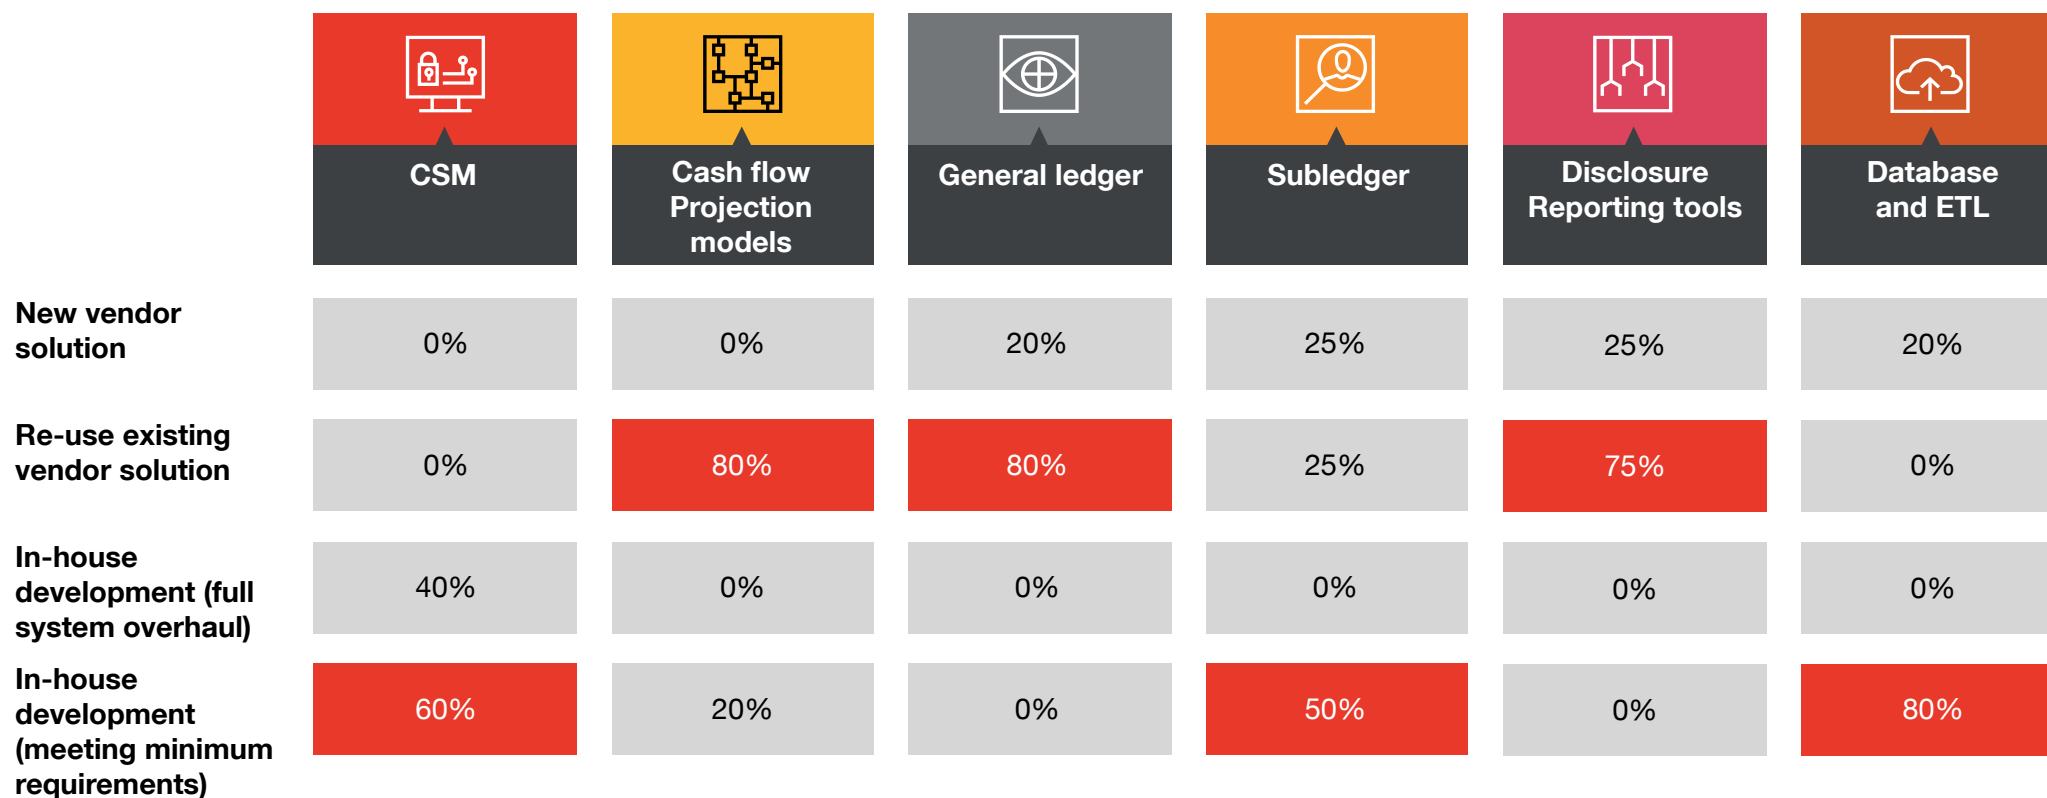 CSM
Cash flow
Projection
models
General ledger
Subledger
Disclosure
Reporting tools
Database
and ETL
New vendor
solution
0%
0%
20%
25%
25%
20%
Re-use existing
vendor solution
0%
80%
80%
25%
75%
0%
In-house
development (full
system overhaul)
40%
0%
0%
0%
0%
0%
In-house
development
(meeting minimum
requirements)
60%
20%
0%
50%
0%
80%